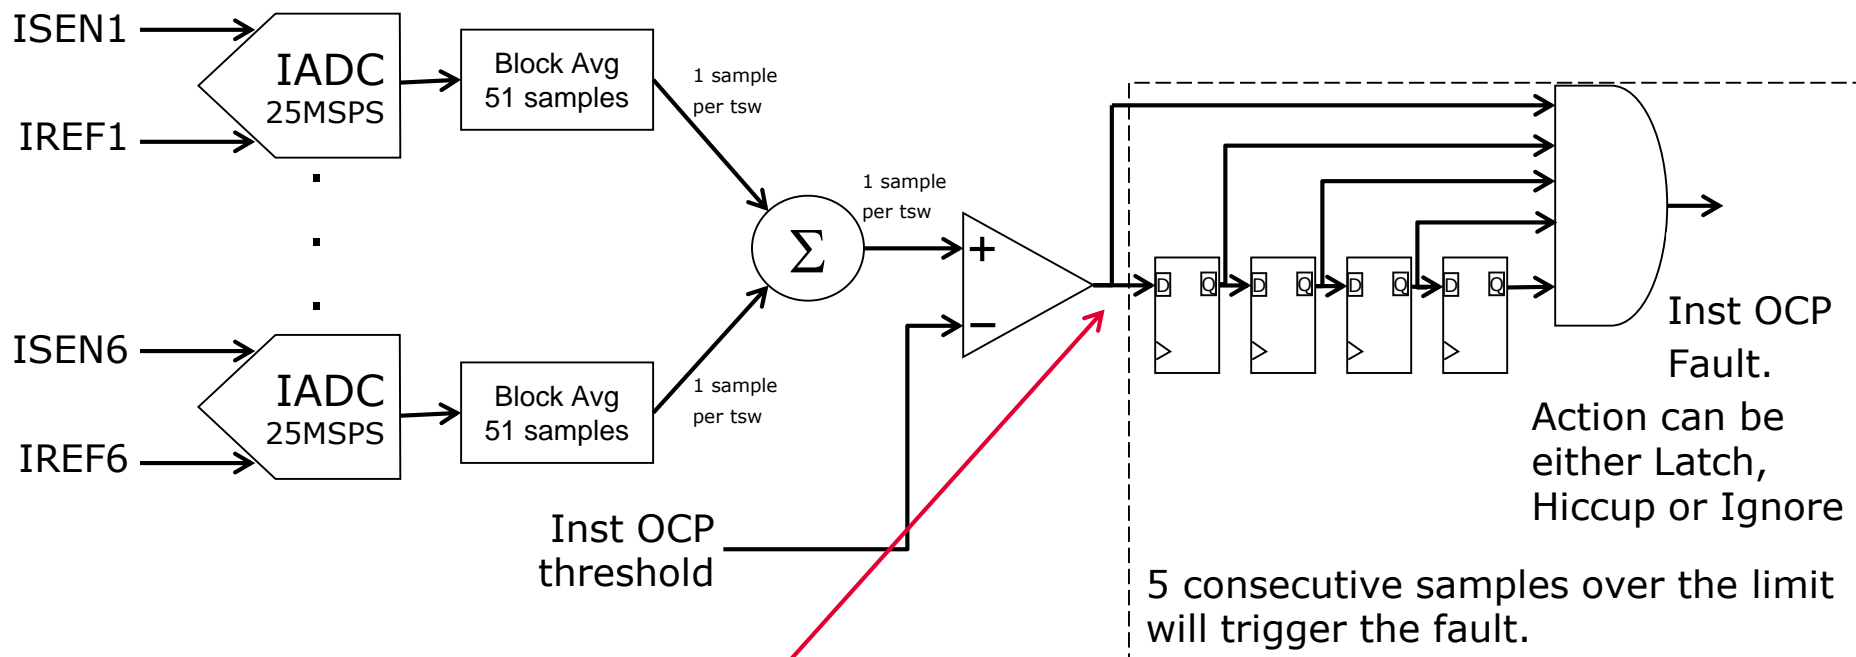 ISEN1
IREF1
IADC
25MSPS
Block Avg
51 samples
1 sample
per tsw
ISEN6
IREF6
IADC
25MSPS
Block Avg
51 samples
1 sample
per tsw
Σ
1 sample
per tsw
+
−
Inst OCP
threshold
D Q
D Q
D Q
D Q
Inst OCP
Fault.
Action can be
either Latch,
Hiccup or Ignore
5 consecutive samples over the limit
will trigger the fault.